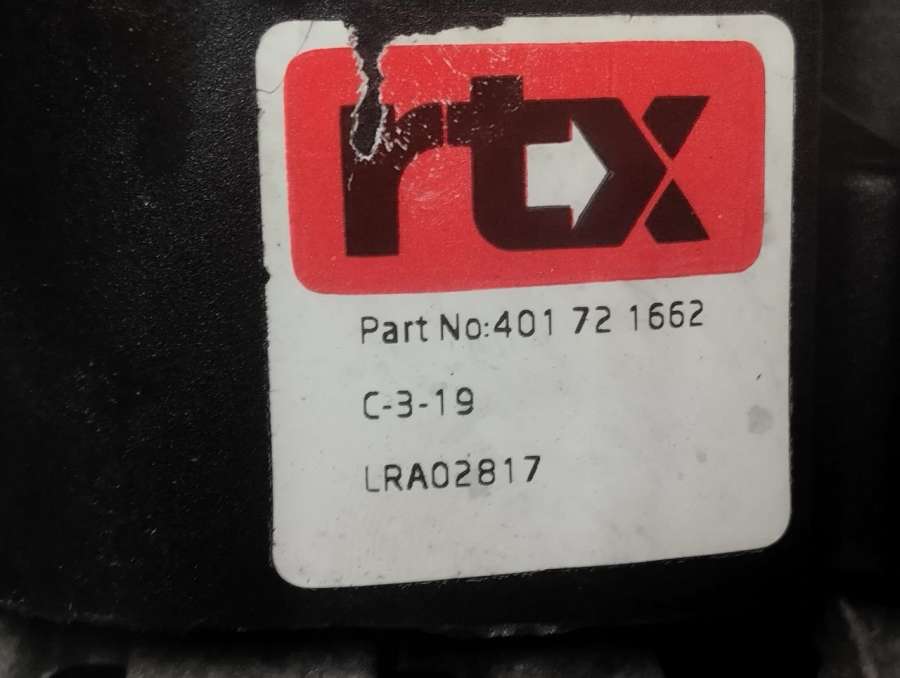 rtx
Part No:401 72 1662
C-3-19
LRA02817